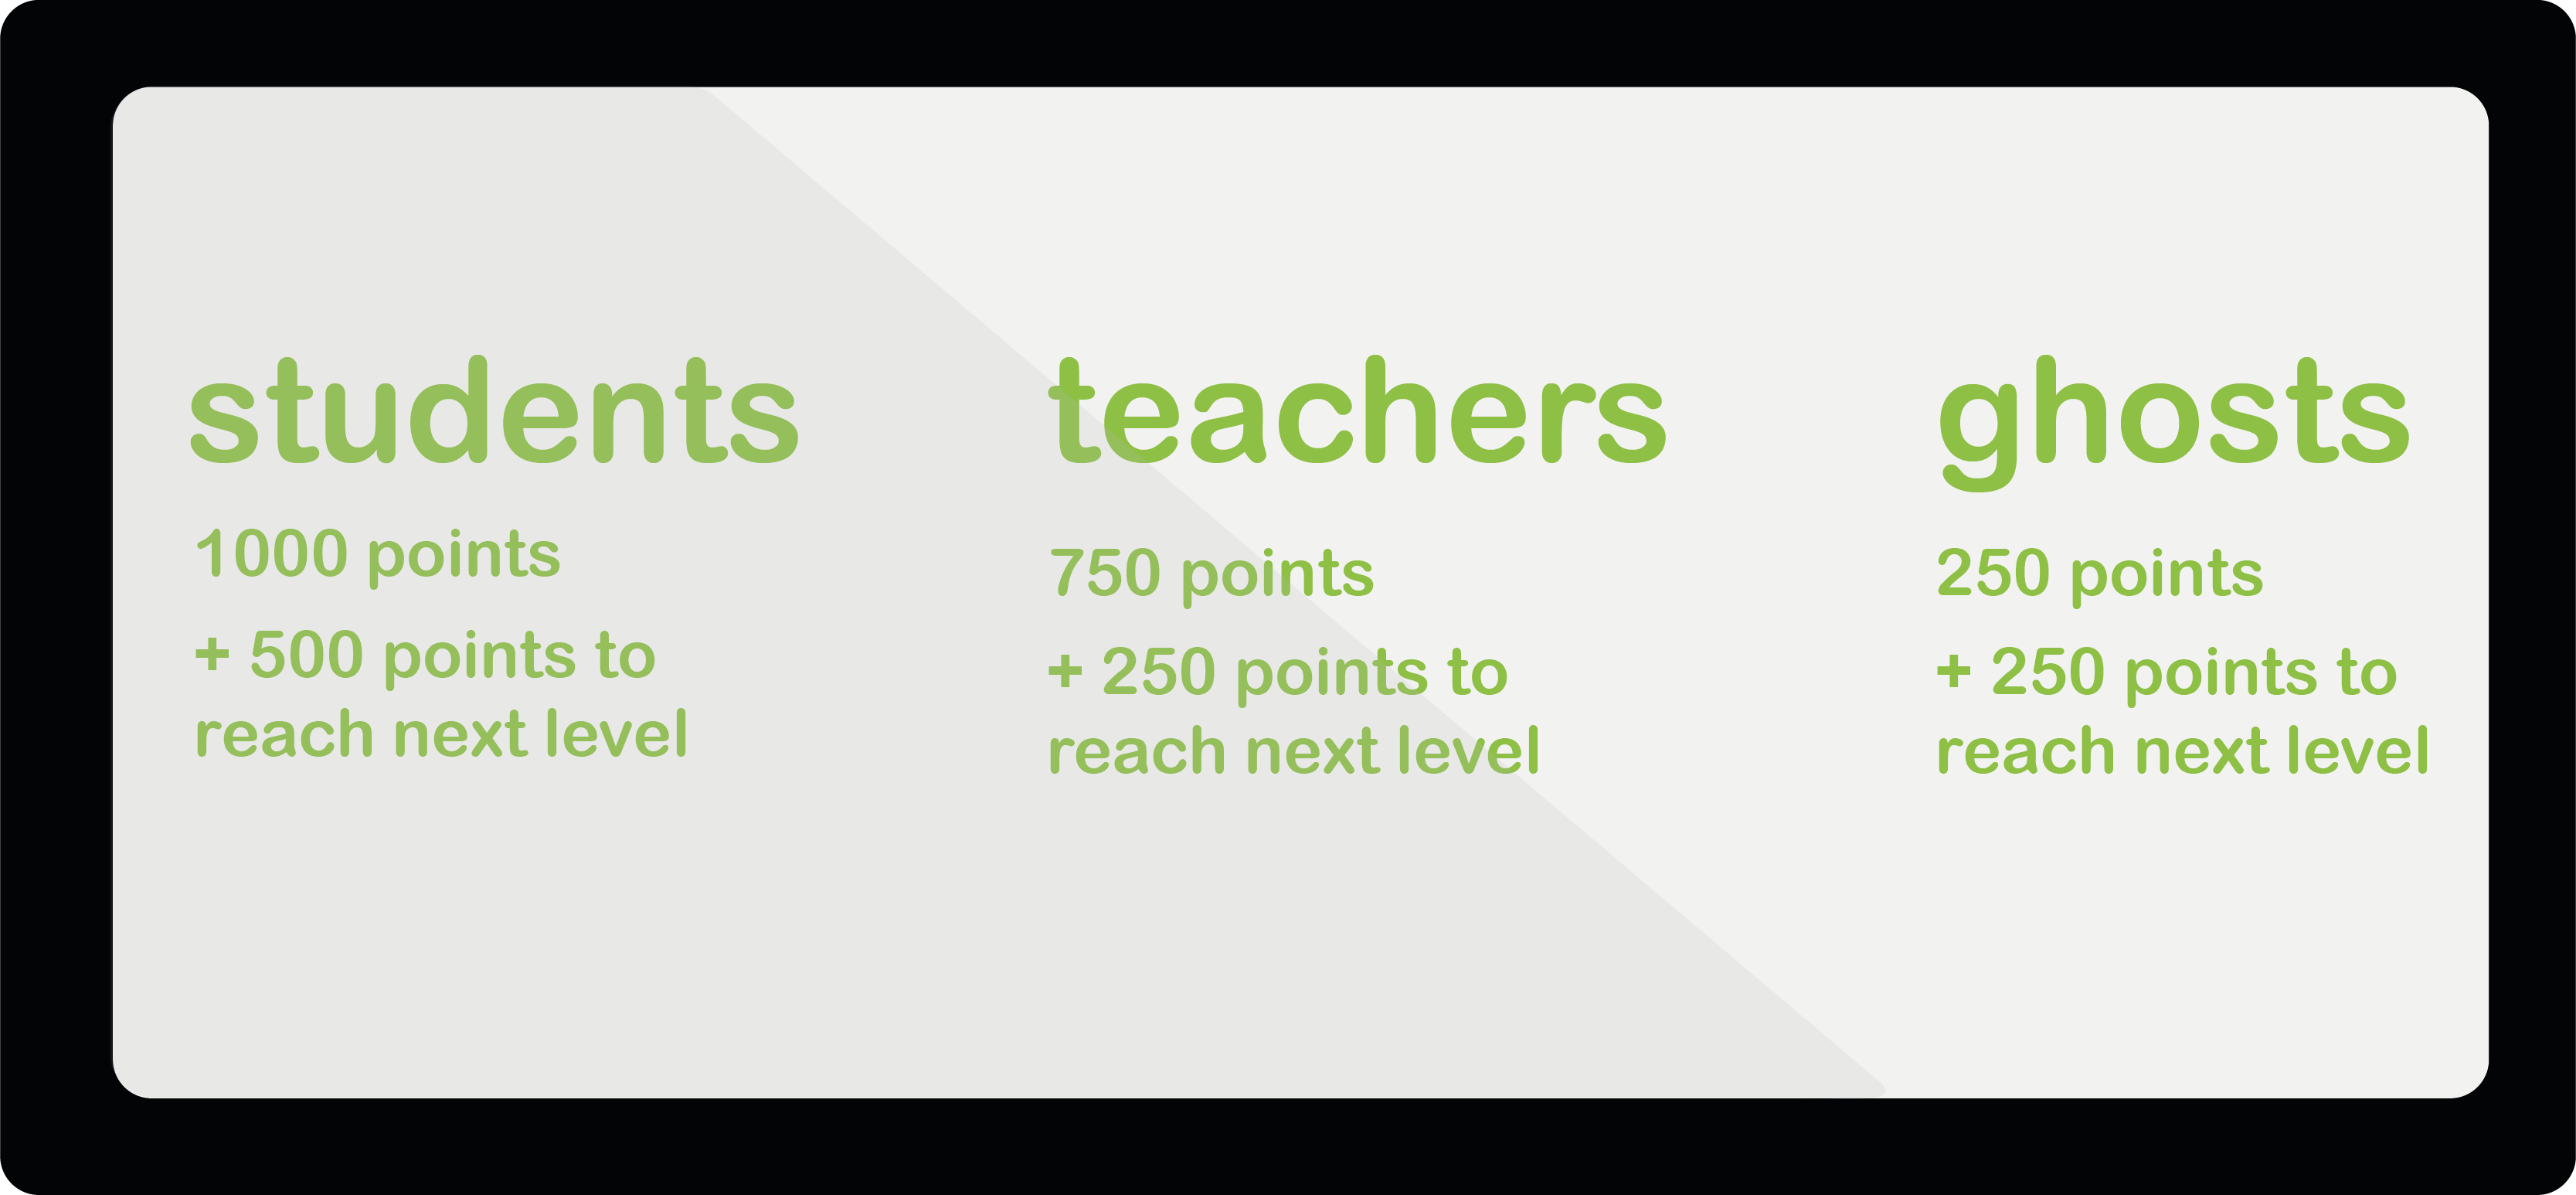 students
1000 points
+ 500 points to
reach next level
teachers
750 points
+ 250 points to
reach next level
ghosts
250 points
+ 250 points to
reach next level